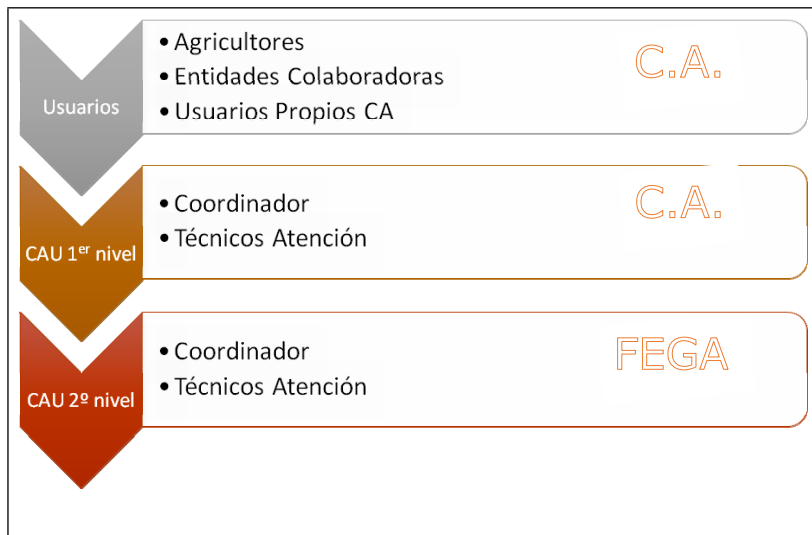 Usuarios
• Agricultores
• Entidades Colaboradoras
• Usuarios Propios CA
C.A.
CAU 1er nivel
• Coordinador
• Técnicos Atención
C.A.
CAU 2º nivel
• Coordinador
• Técnicos Atención
FEGA